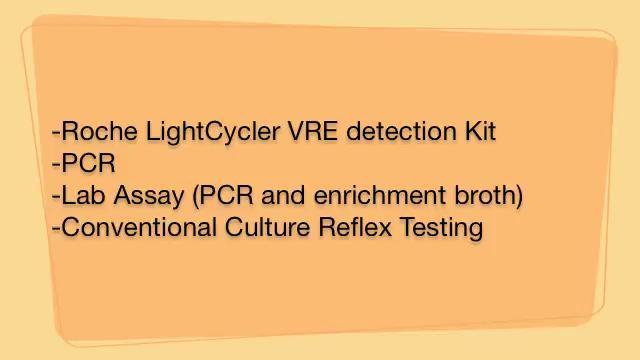 -Roche LightCycler VRE detection Kit
-PCR
-Lab Assay (PCR and enrichment broth)
-Conventional Culture Reflex Testing